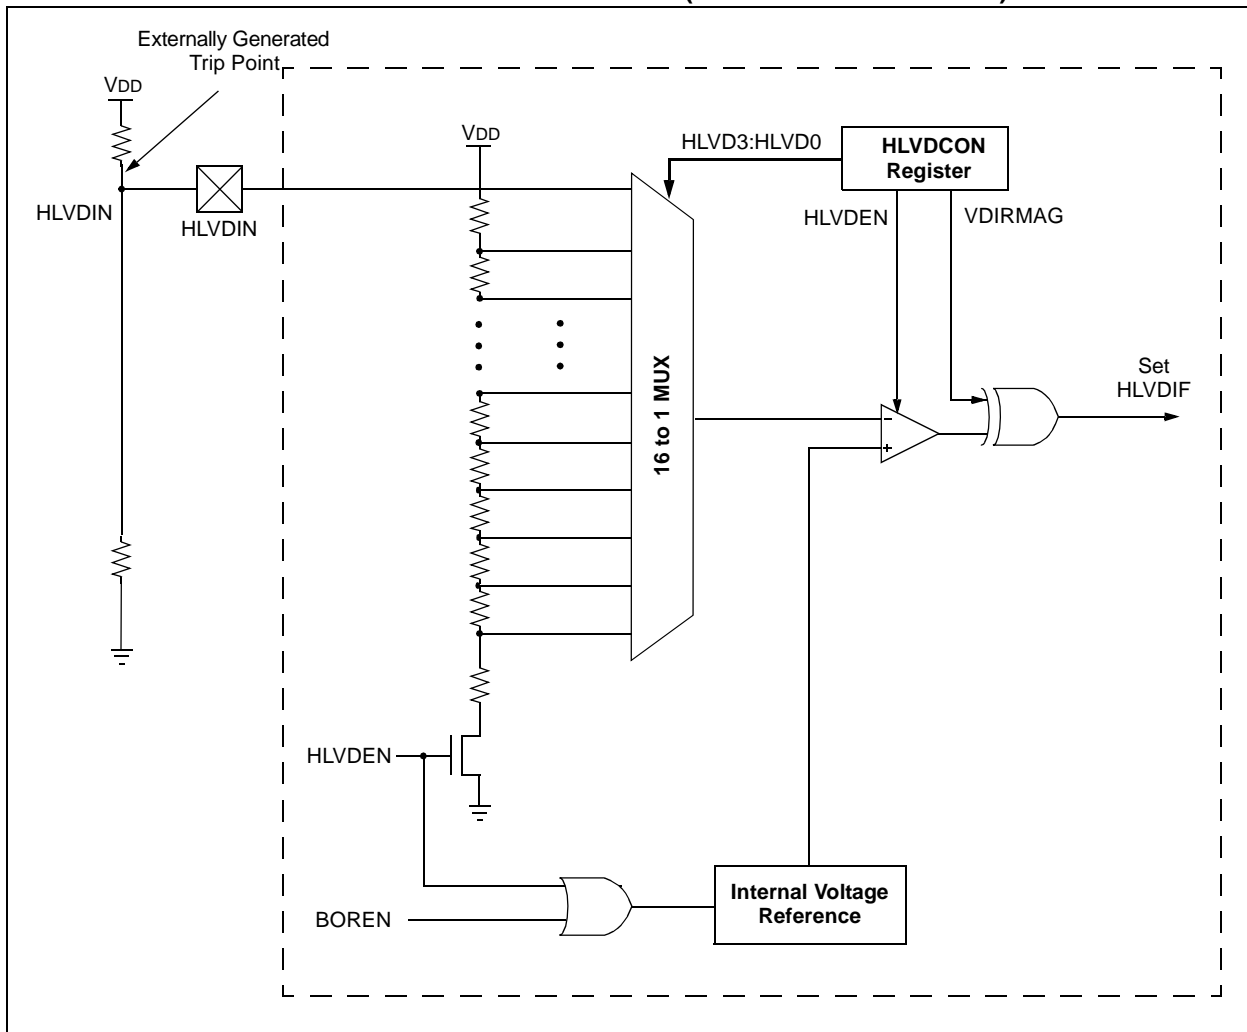 Externally Generated
Trip Point
VDD
VDD
HLVD3:HLVD0
HLVDCON
Register
HLVDIN
HLVDIN
HLVDEN
VDIRMAG
16 to 1 MUX
Set
HLVDIF
-
+
HLVDEN
BOREN
Internal Voltage
Reference